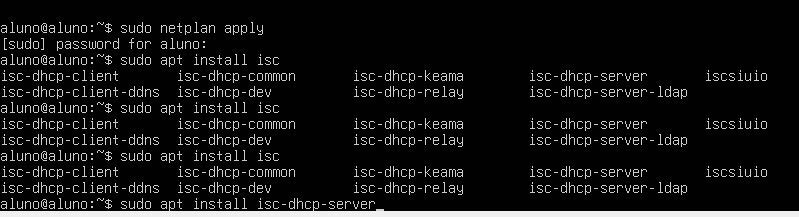 aluno@aluno:~$ sudo netplan apply
[sudo] password for aluno:
aluno@aluno:~$ sudo apt install isc
isc-dhcp-client isc-dhcp-common isc-dhcp-keama isc-dhcp-server iscsiuio
isc-dhcp-client-ddns isc-dhcp-dev isc-dhcp-relay isc-dhcp-server-ldap
aluno@aluno:~$ sudo apt install isc
isc-dhcp-client isc-dhcp-common isc-dhcp-keama isc-dhcp-server iscsiuio
isc-dhcp-client-ddns isc-dhcp-dev isc-dhcp-relay isc-dhcp-server-ldap
aluno@aluno:~$ sudo apt install isc
isc-dhcp-client isc-dhcp-common isc-dhcp-keama isc-dhcp-server iscsiuio
isc-dhcp-client-ddns isc-dhcp-dev isc-dhcp-relay isc-dhcp-server-ldap
aluno@aluno:~$ sudo apt install isc-dhcp-server_